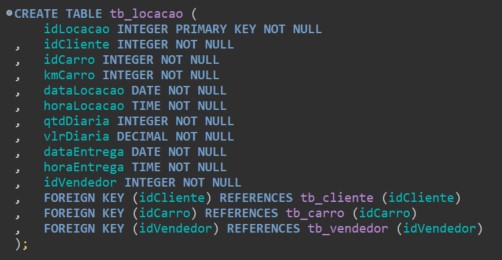 CREATE TABLE tb_locacao (
    idLocacao INTEGER PRIMARY KEY NOT NULL
,   idCliente INTEGER NOT NULL
,   idCarro INTEGER NOT NULL
,   kmCarro INTEGER NOT NULL
,   dataLocacao DATE NOT NULL
,   horaLocacao TIME NOT NULL
,   qtdDiaria INTEGER NOT NULL
,   vlrDiaria DECIMAL NOT NULL
,   dataEntrega DATE NOT NULL
,   horaEntrega TIME NOT NULL
,   idVendedor INTEGER NOT NULL
,   FOREIGN KEY (idCliente) REFERENCES tb_cliente (idCliente)
,   FOREIGN KEY (idCarro) REFERENCES tb_carro (idCarro)
,   FOREIGN KEY (idVendedor) REFERENCES tb_vendedor (idVendedor)
);